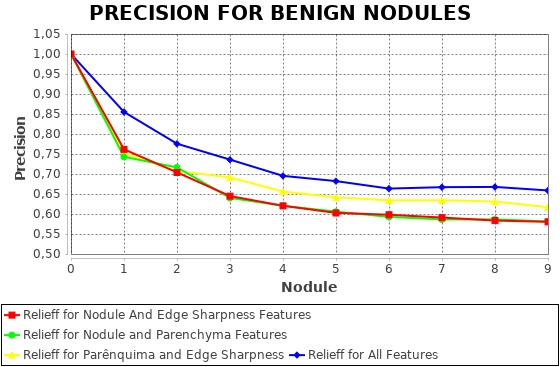 PRECISION FOR BENIGN NODULES
1,05
1,00
0,95
0,90
0,85
0,80
0,75
0,70
0,65
0,60
0,55
0,50
Precision
0 1 2 3 4 5 6 7 8 9
Nodule
Relieff for Nodule And Edge Sharpness Features
Relieff for Nodule and Parenchyma Features
Relieff for Parênquima and Edge Sharpness Relieff for All Features